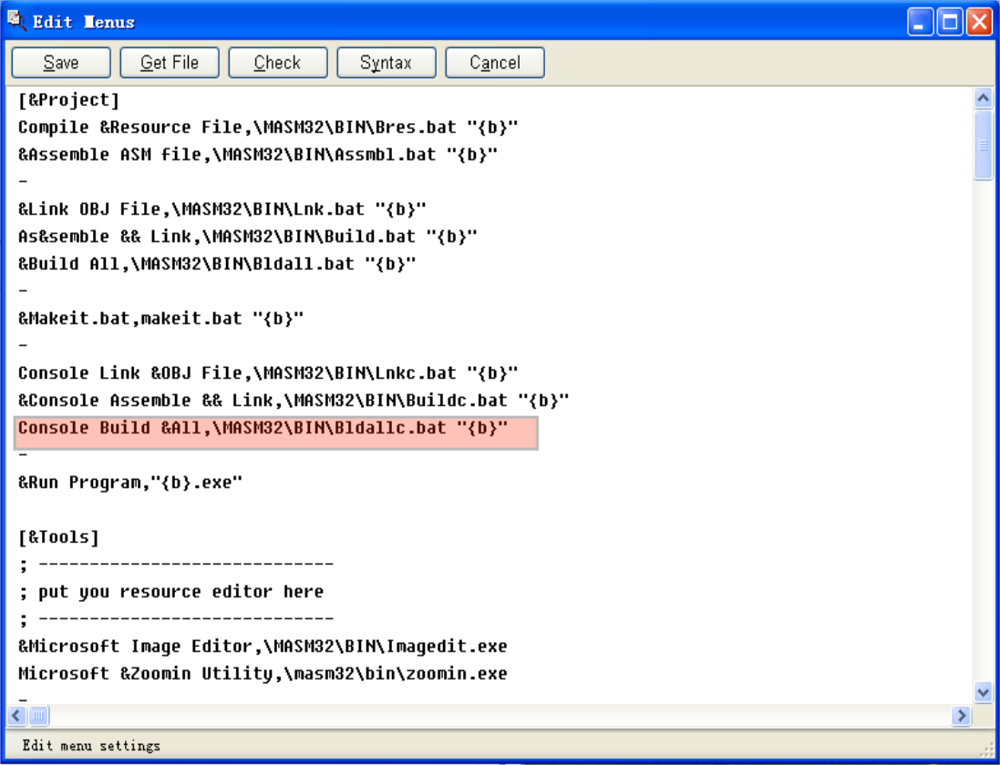 Edit Menus
Save Get File Check Syntax Cancel
[&Project]
Compile &Resource File,\MASM32\BIN\Bres.bat "{b}"
&Assemble ASM file,\MASM32\BIN\Assmbl.bat "{b}"
-
&Link OBJ File,\MASM32\BIN\Lnk.bat "{b}"
As&semble && Link,\MASM32\BIN\Build.bat "{b}"
&Build All,\MASM32\BIN\Bldall.bat "{b}"
-
&Makeit.bat,makeit.bat "{b}"
-
Console Link &OBJ File,\MASM32\BIN\Lnkc.bat "{b}"
&Console Assemble && Link,\MASM32\BIN\Buildc.bat "{b}"
Console Build &All,\MASM32\BIN\Bldallc.bat "{b}"
-
&Run Program,"{b}.exe"
[&Tools]
; -----------------------------
; put you resource editor here
; -----------------------------
&Microsoft Image Editor,\MASM32\BIN\Imagedit.exe
Microsoft &Zoomin Utility,\masm32\bin\zoomin.exe
-
Edit menu settings